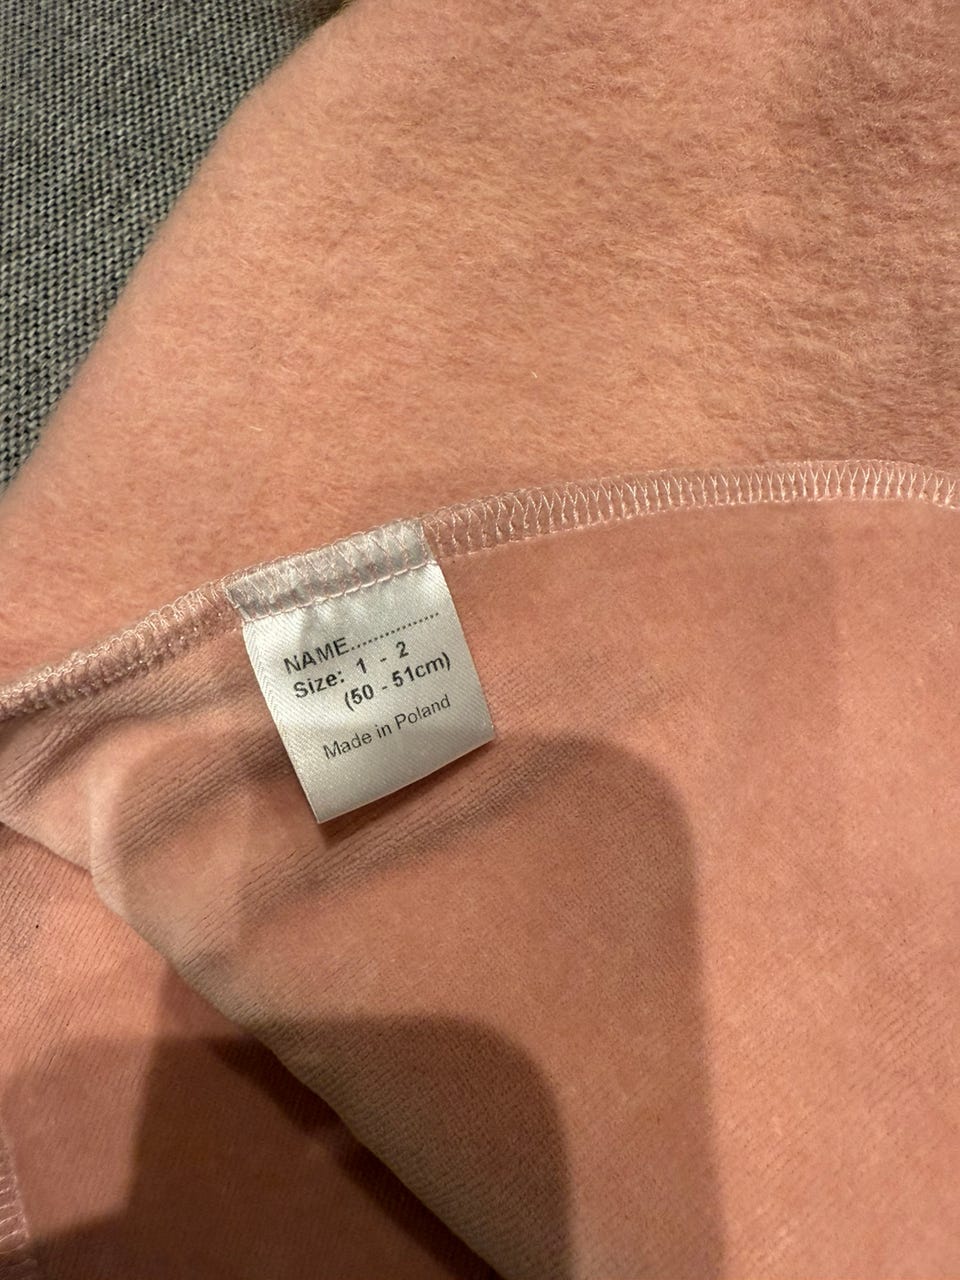 NAME................
Size: 1 - 2
(50 - 51cm)
Made in Poland